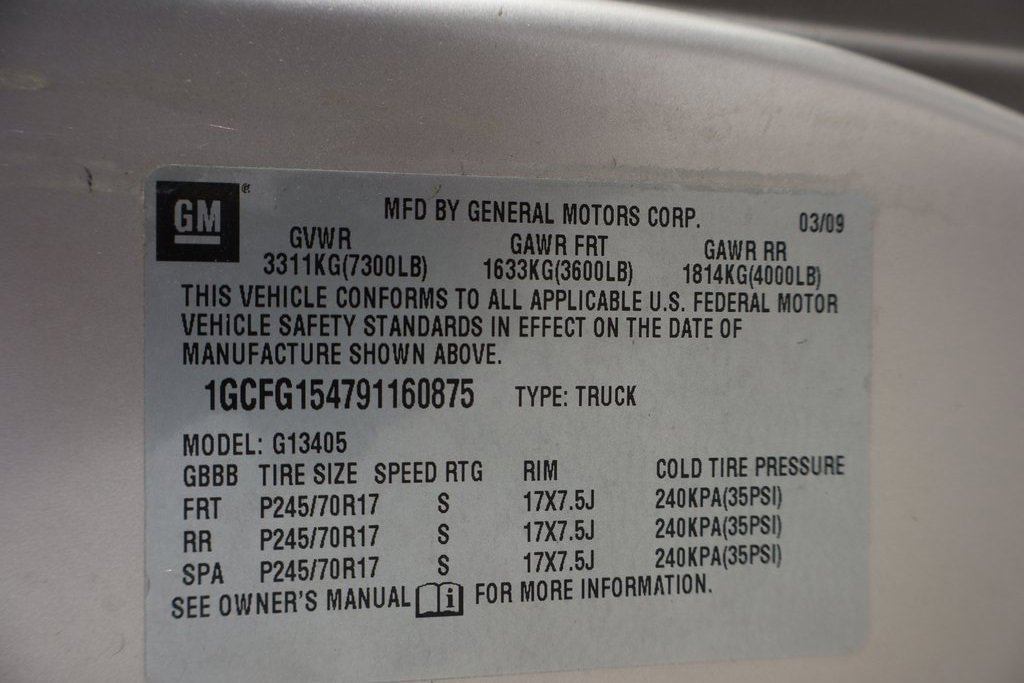 GM ®
MFD BY GENERAL MOTORS CORP. 03/09
GVWR GAWR FRT GAWR RR
3311KG(7300LB) 1633KG(3600LB) 1814KG(4000LB)
THIS VEHICLE CONFORMS TO ALL APPLICABLE U.S. FEDERAL MOTOR
VEHICLE SAFETY STANDARDS IN EFFECT ON THE DATE OF
MANUFACTURE SHOWN ABOVE.
1GCFG154791160875 TYPE: TRUCK
MODEL: G13405
GBBB TIRE SIZE SPEED RTG RIM COLD TIRE PRESSURE
FRT P245/70R17 S 17X7.5J 240KPA(35PSI)
RR P245/70R17 S 17X7.5J 240KPA(35PSI)
SPA P245/70R17 S 17X7.5J 240KPA(35PSI)
SEE OWNER'S MANUAL i FOR MORE INFORMATION.